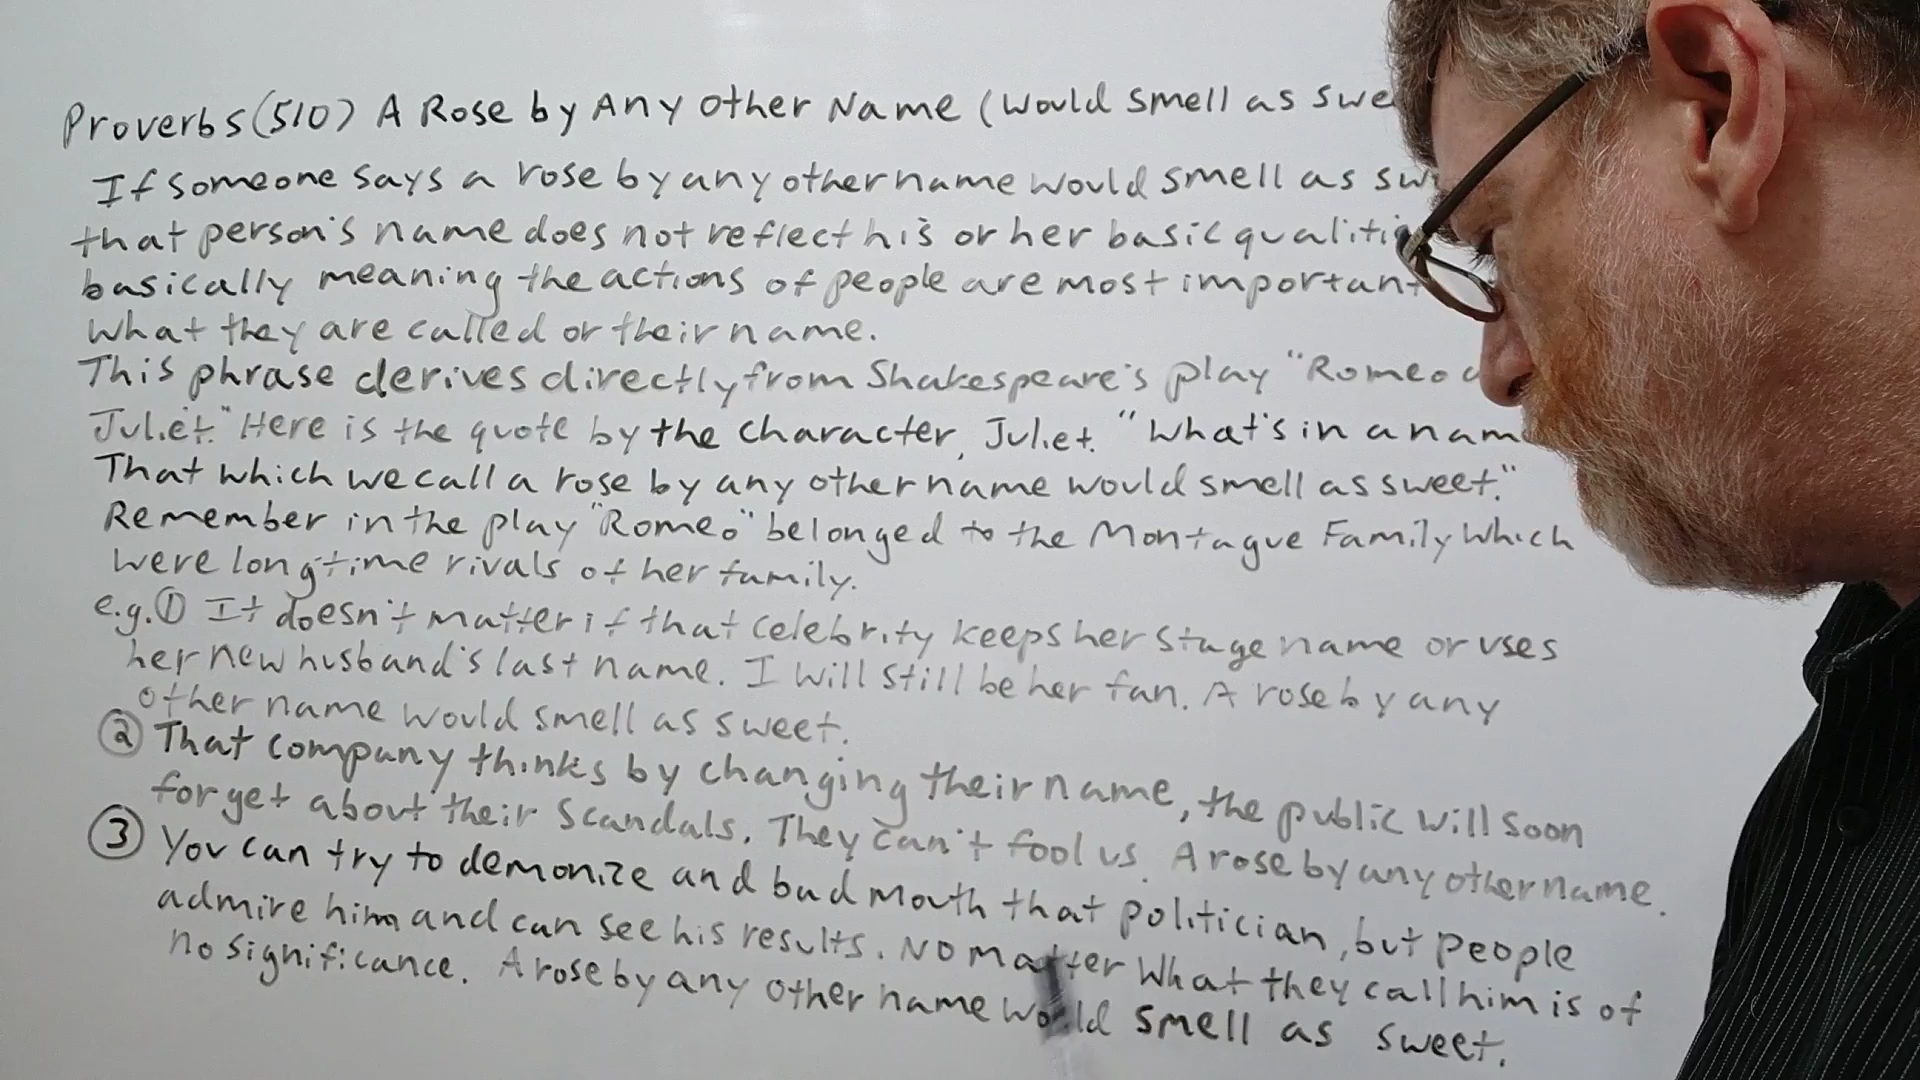 Proverbs (510) A Rose by Any Other Name (Would Smell as Swe
If someone says a rose by any other name would smell as sw
that person's name does not reflect his or her basic qualiti
basically meaning the actions of people are most important
what they are called or their name.
This phrase derives directly from Shakespeare's play "Romeo a
Juliet." Here is the quote by the character, Juliet. "What's in a nam
That which we call a rose by any other name would smell as sweet."
Remember in the play "Romeo" belonged to the Montague Family which
were longtime rivals of her family.
e.g. ① It doesn't matter if that celebrity keeps her stage name or uses
her new husband's last name. I will still be her fan. A rose by any
other name would smell as sweet.
② That company thinks by changing their name, the public will soon
forget about their scandals. They can't fool us. A rose by any other name.
③ You can try to demonize and bad mouth that politician, but people
admire him and can see his results. No matter what they call him is of
no significance. A rose by any other name would smell as sweet.